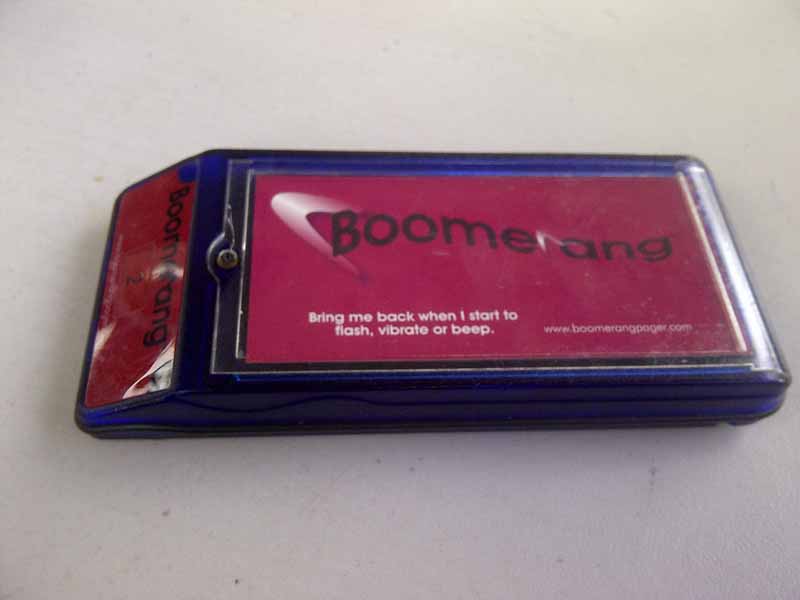 Boomerang
2
Boomerang
Bring me back when I start to
flash, vibrate or beep.
www.boomerangpager.com